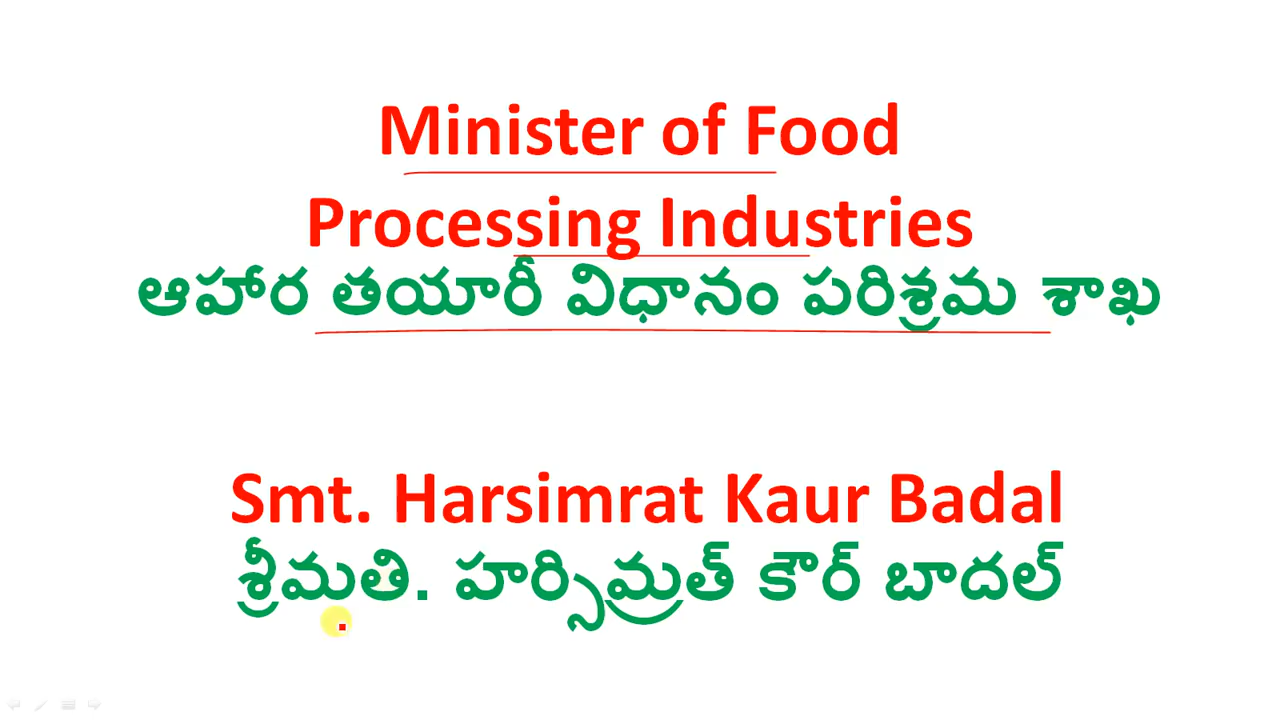 Minister of Food
Processing Industries
ఆహార తయారీ విధానం పరిశ్రమ శాఖ
Smt. Harsimrat Kaur Badal
శ్రీమతి. హర్సిమ్రత్ కౌర్ బాదల్